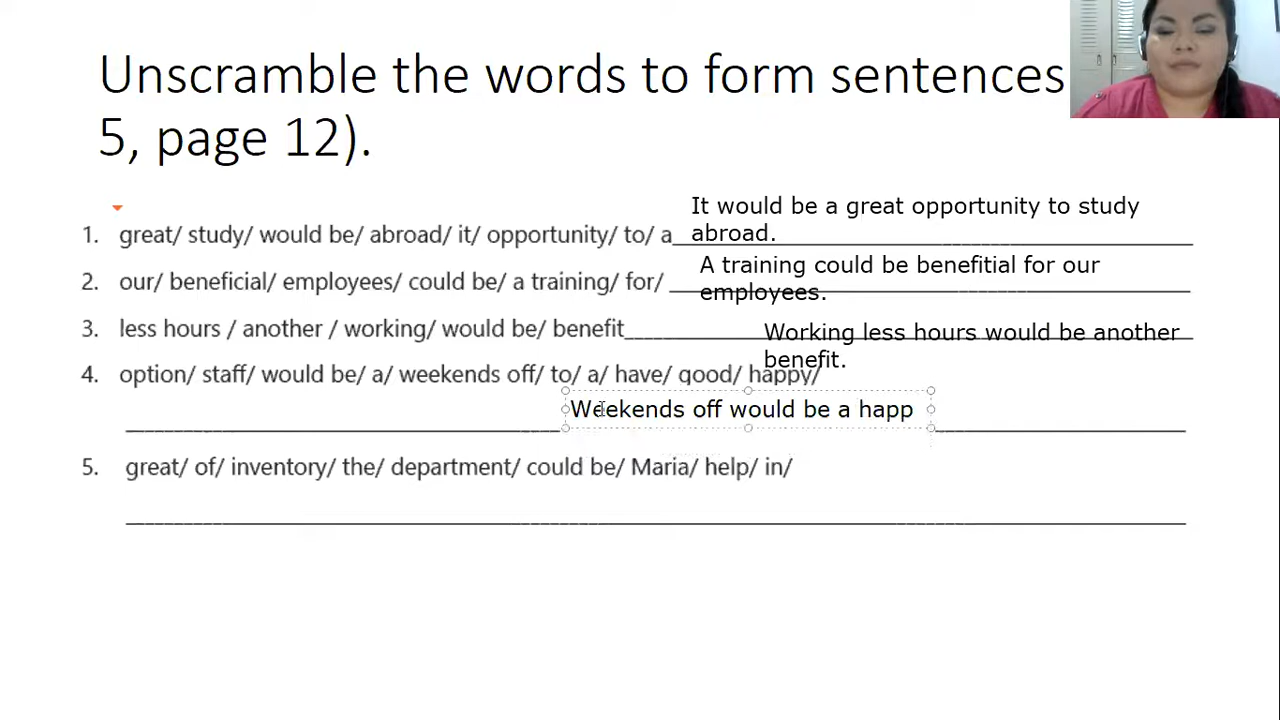 Unscramble the words to form sentences
5, page 12).
1. great/ study/ would be/ abroad/ it/ opportunity/ to/ a
It would be a great opportunity to study
abroad.
2. our/ beneficial/ employees/ could be/ a training/ for/
A training could be benefitial for our
employees.
3. less hours / another / working/ would be/ benefit
Working less hours would be another
benefit.
4. option/ staff/ would be/ a/ weekends off/ to/ a/ have/ good/ happy/
Weekends off would be a happ
5. great/ of/ inventory/ the/ department/ could be/ Maria/ help/ in/